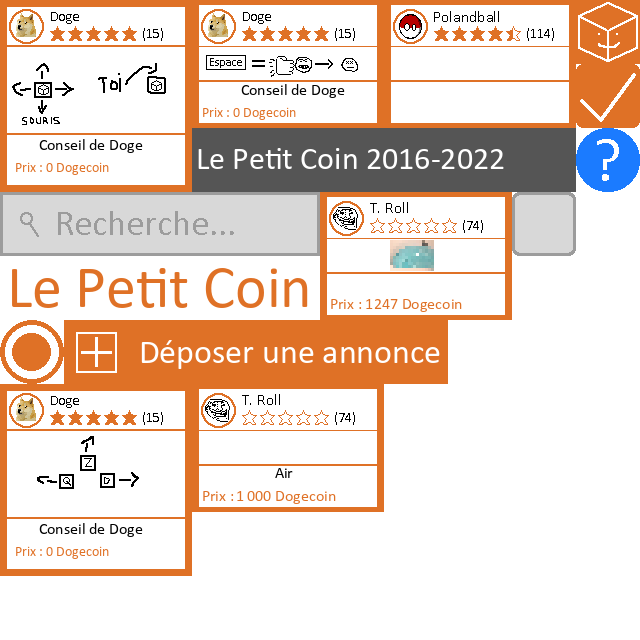 Doge
(15)
Toi
SOURIS
Conseil de Doge
Prix : 0 Dogecoin
Doge
(15)
Espace =
Conseil de Doge
Prix : 0 Dogecoin
Polandball
(114)
Le Petit Coin 2016-2022
?
Recherche...
T. Roll
(74)
Prix : 1247 Dogecoin
Le Petit Coin
Déposer une annonce
Doge
(15)
Z
Q
D
Conseil de Doge
Prix : 0 Dogecoin
T. Roll
(74)
Air
Prix : 1 000 Dogecoin